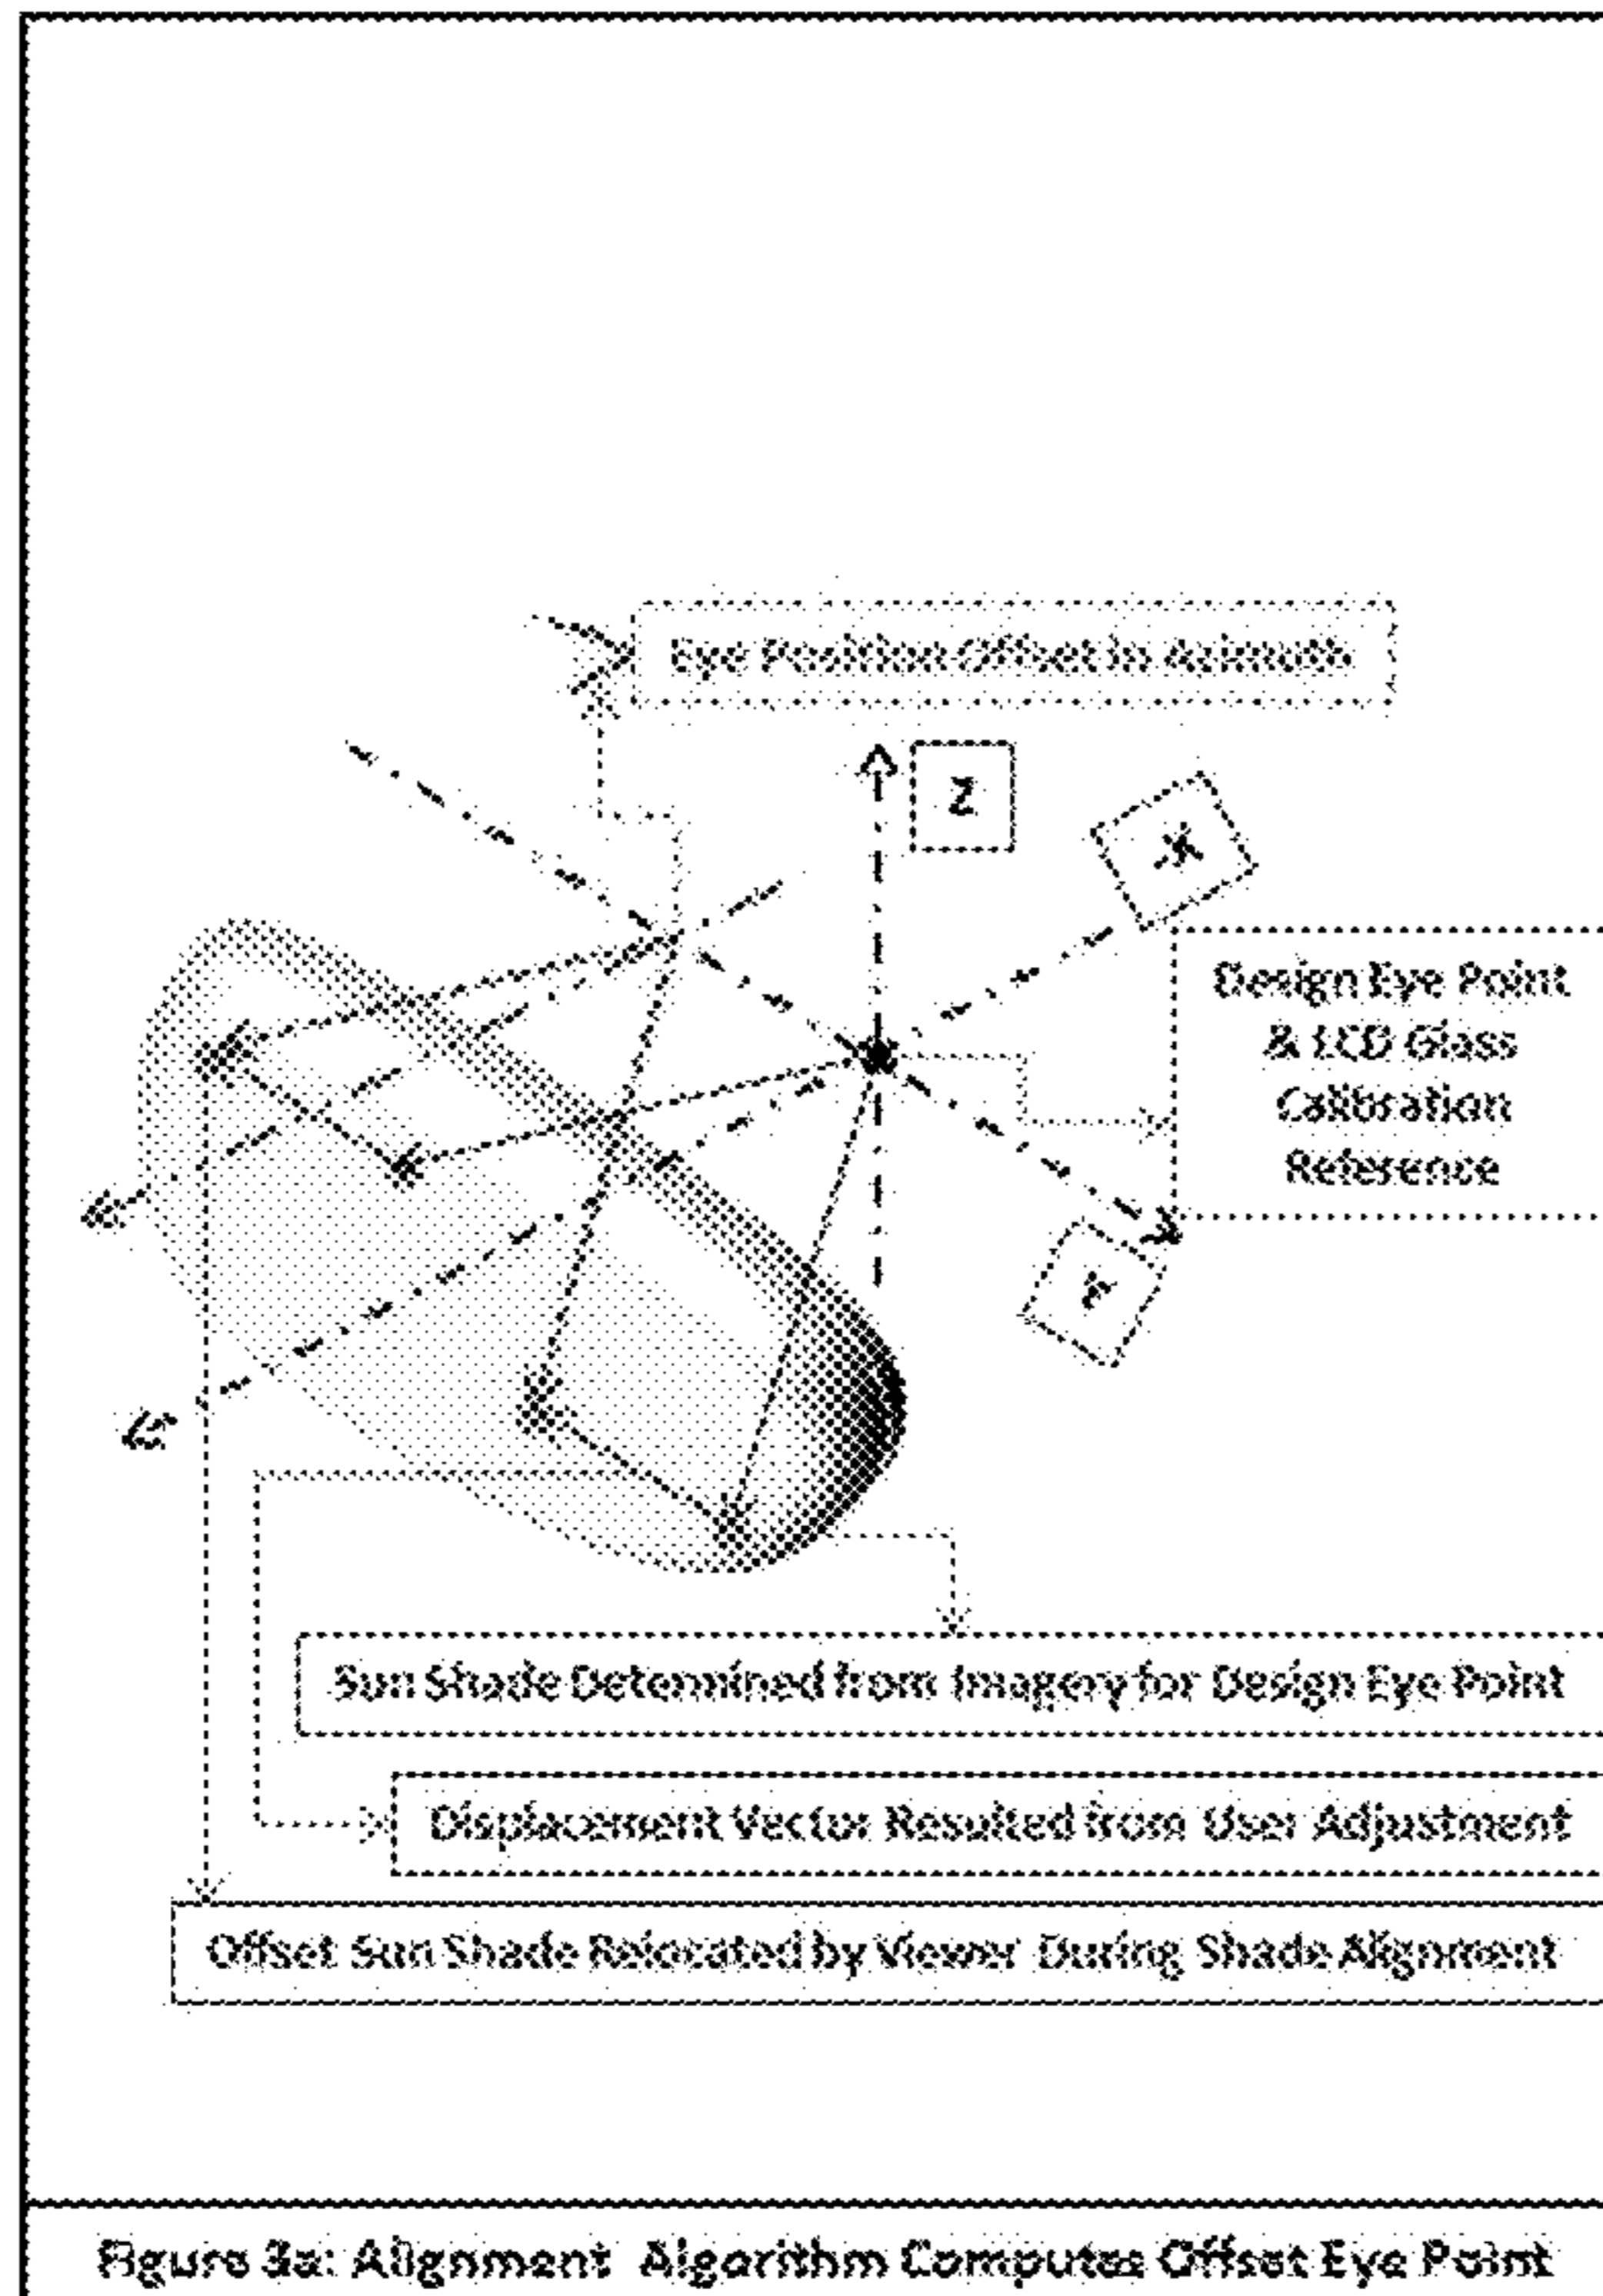 Eye Position Offset in Azimuth
Z
X
Design Eye Point
& LCD Glass
Calibration
Reference
Y
Sun Shade Determined from Imagery for Design Eye Point
Displacement Vector Resulted from User Adjustment
Offset Sun Shade Relocated by Viewer During Shade Alignment
Figure 3a: Alignment Algorithm Computes Offset Eye Point